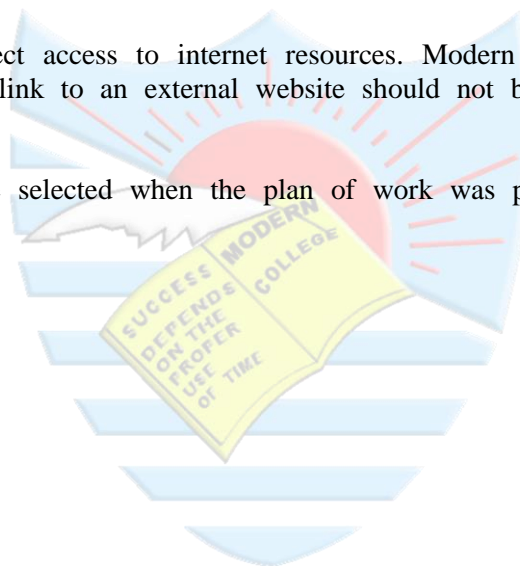 ect access to internet resources. Modern
link to an external website should not b
selected when the plan of work was p
SUCCESS
DEPENDS
ON THE
PROPER
USE
OF TIME
MODERN
COLLEGE